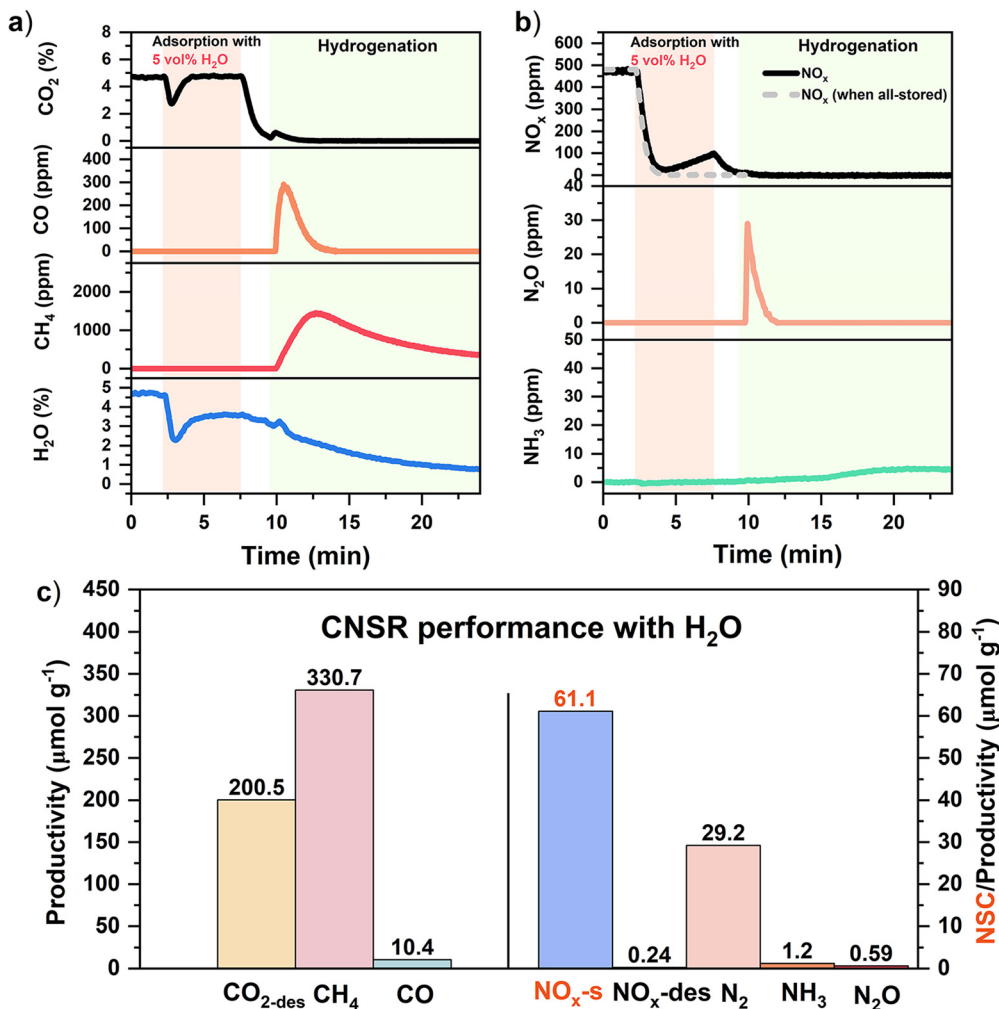 a)
Adsorption with
5 vol% H₂O
Hydrogenation
CO₂ (%)
8
6
4
2
0
CO (ppm)
400
300
200
100
0
CH₄ (ppm)
2000
1000
0
H₂O (%)
5
4
3
2
1
0
0 5 10 15 20
Time (min)
b)
Adsorption with
5 vol% H₂O
Hydrogenation
NOₓ
NOₓ (when all-stored)
NOₓ (ppm)
600
500
400
300
200
100
0
N₂O (ppm)
40
30
20
10
0
NH₃ (ppm)
50
40
30
20
10
0
0 5 10 15 20
Time (min)
c)
CNSR performance with H₂O
Productivity (μmol g⁻¹)
450
400
350
300
250
200
150
100
50
0
200.5
330.7
10.4
61.1
0.24
29.2
1.2
0.59
CO₂-des CH₄ CO NOₓ-s NOₓ-des N₂ NH₃ N₂O
90
80
70
60
50
40
30
20
10
0
NSC/Productivity (μmol g⁻¹)